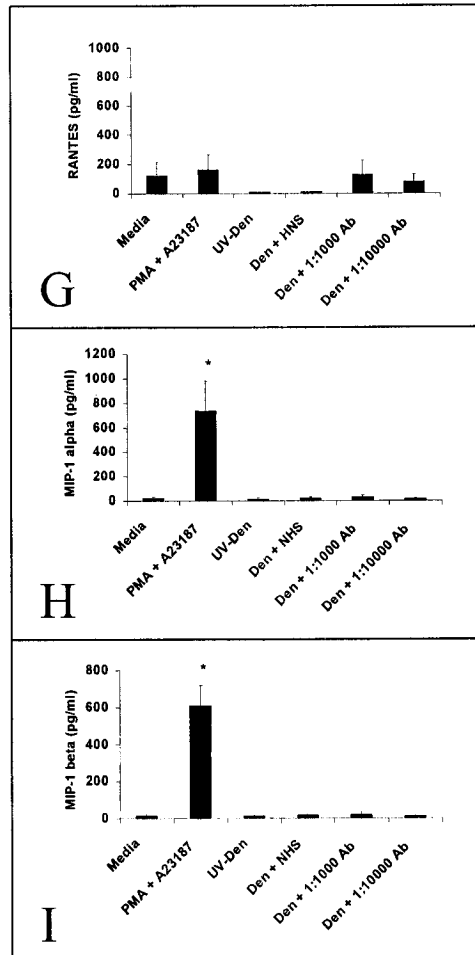 1000
800
600
400
200
0
RANTES (pg/ml)
Media
PMA + A23187
UV-Den
Den + HNS
Den + 1:1000 Ab
Den + 1:10000 Ab
G
1200
1000
800
600
400
200
0
MIP-1 alpha (pg/ml)
*
Media
PMA + A23187
UV-Den
Den + NHS
Den + 1:1000 Ab
Den + 1:10000 Ab
H
800
600
400
200
0
MIP-1 beta (pg/ml)
*
Media
PMA + A23187
UV-Den
Den + NHS
Den + 1:1000 Ab
Den + 1:10000 Ab
I